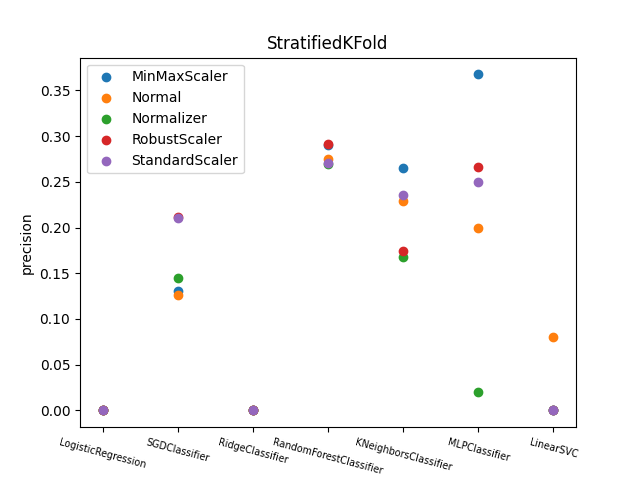 StratifiedKFold
MinMaxScaler
Normal
Normalizer
RobustScaler
StandardScaler
precision
0.35
0.30
0.25
0.20
0.15
0.10
0.05
0.00
LogisticRegression
SGDClassifier
RidgeClassifier
RandomForestClassifier
KNeighborsClassifier
MLPClassifier
LinearSVC